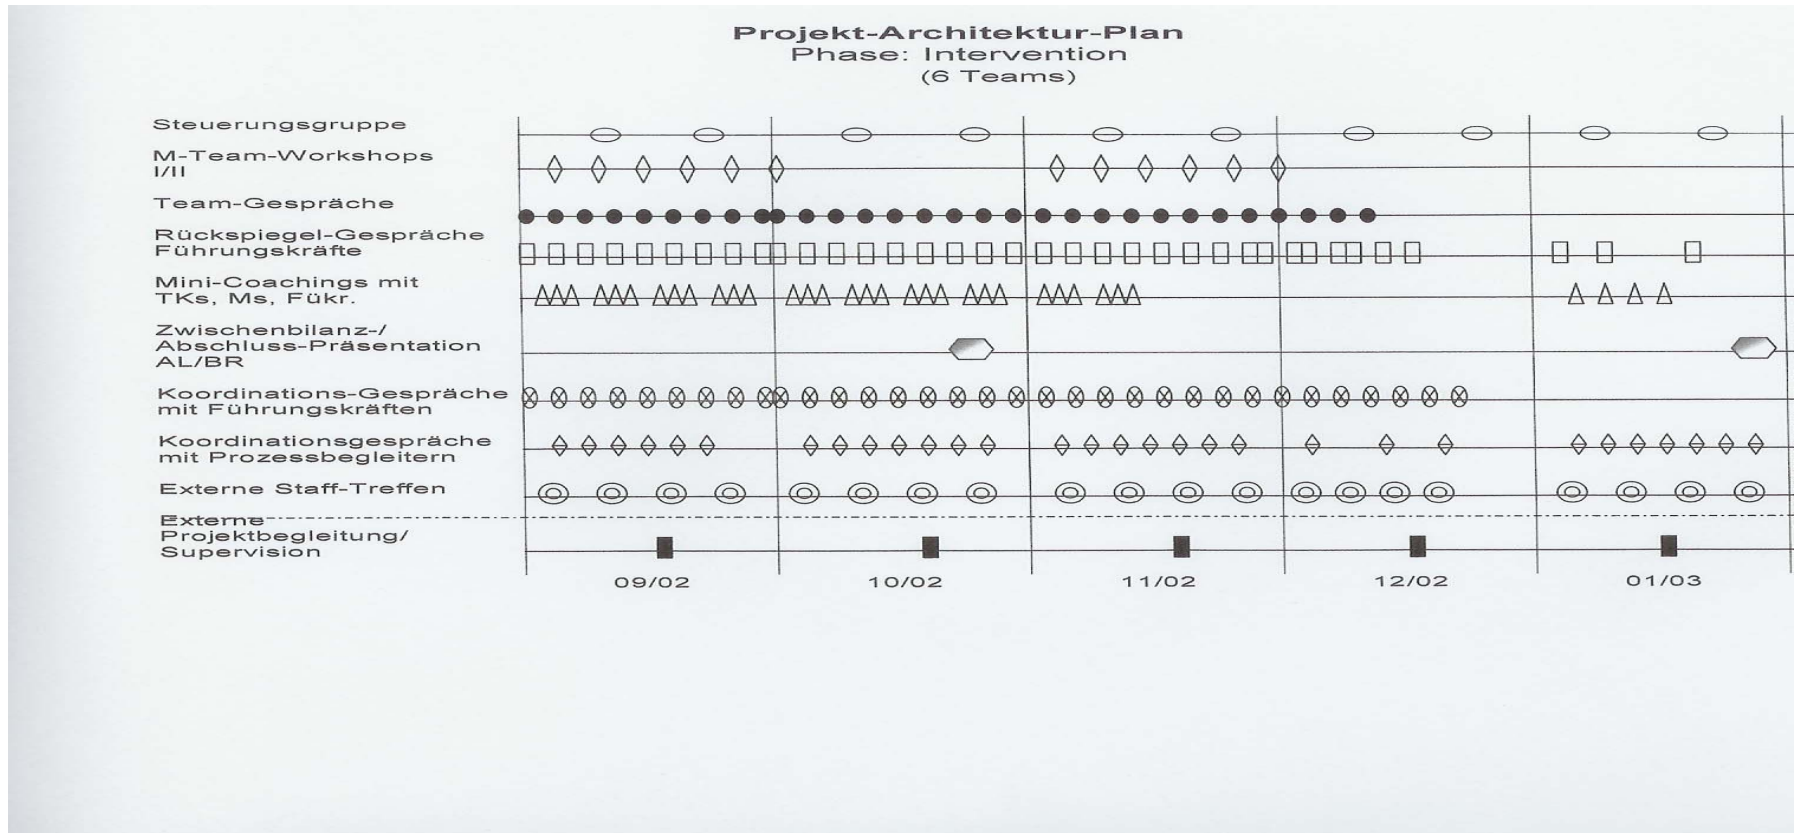 Projekt-Architektur-Plan
Phase: Intervention
(6 Teams)
Steuerungsgruppe
M-Team-Workshops
I/II
Team-Gespräche
Rückspiegel-Gespräche
Führungskräfte
Mini-Coachings mit
TKs, Ms, Fükr.
Zwischenbilanz-/
Abschluss-Präsentation
AL/BR
Koordinations-Gespräche
mit Führungskräften
Koordinationsgespräche
mit Prozessbegleitern
Externe Staff-Treffen
Externe
Projektbegleitung/
Supervision
09/02 10/02 11/02 12/02 01/03